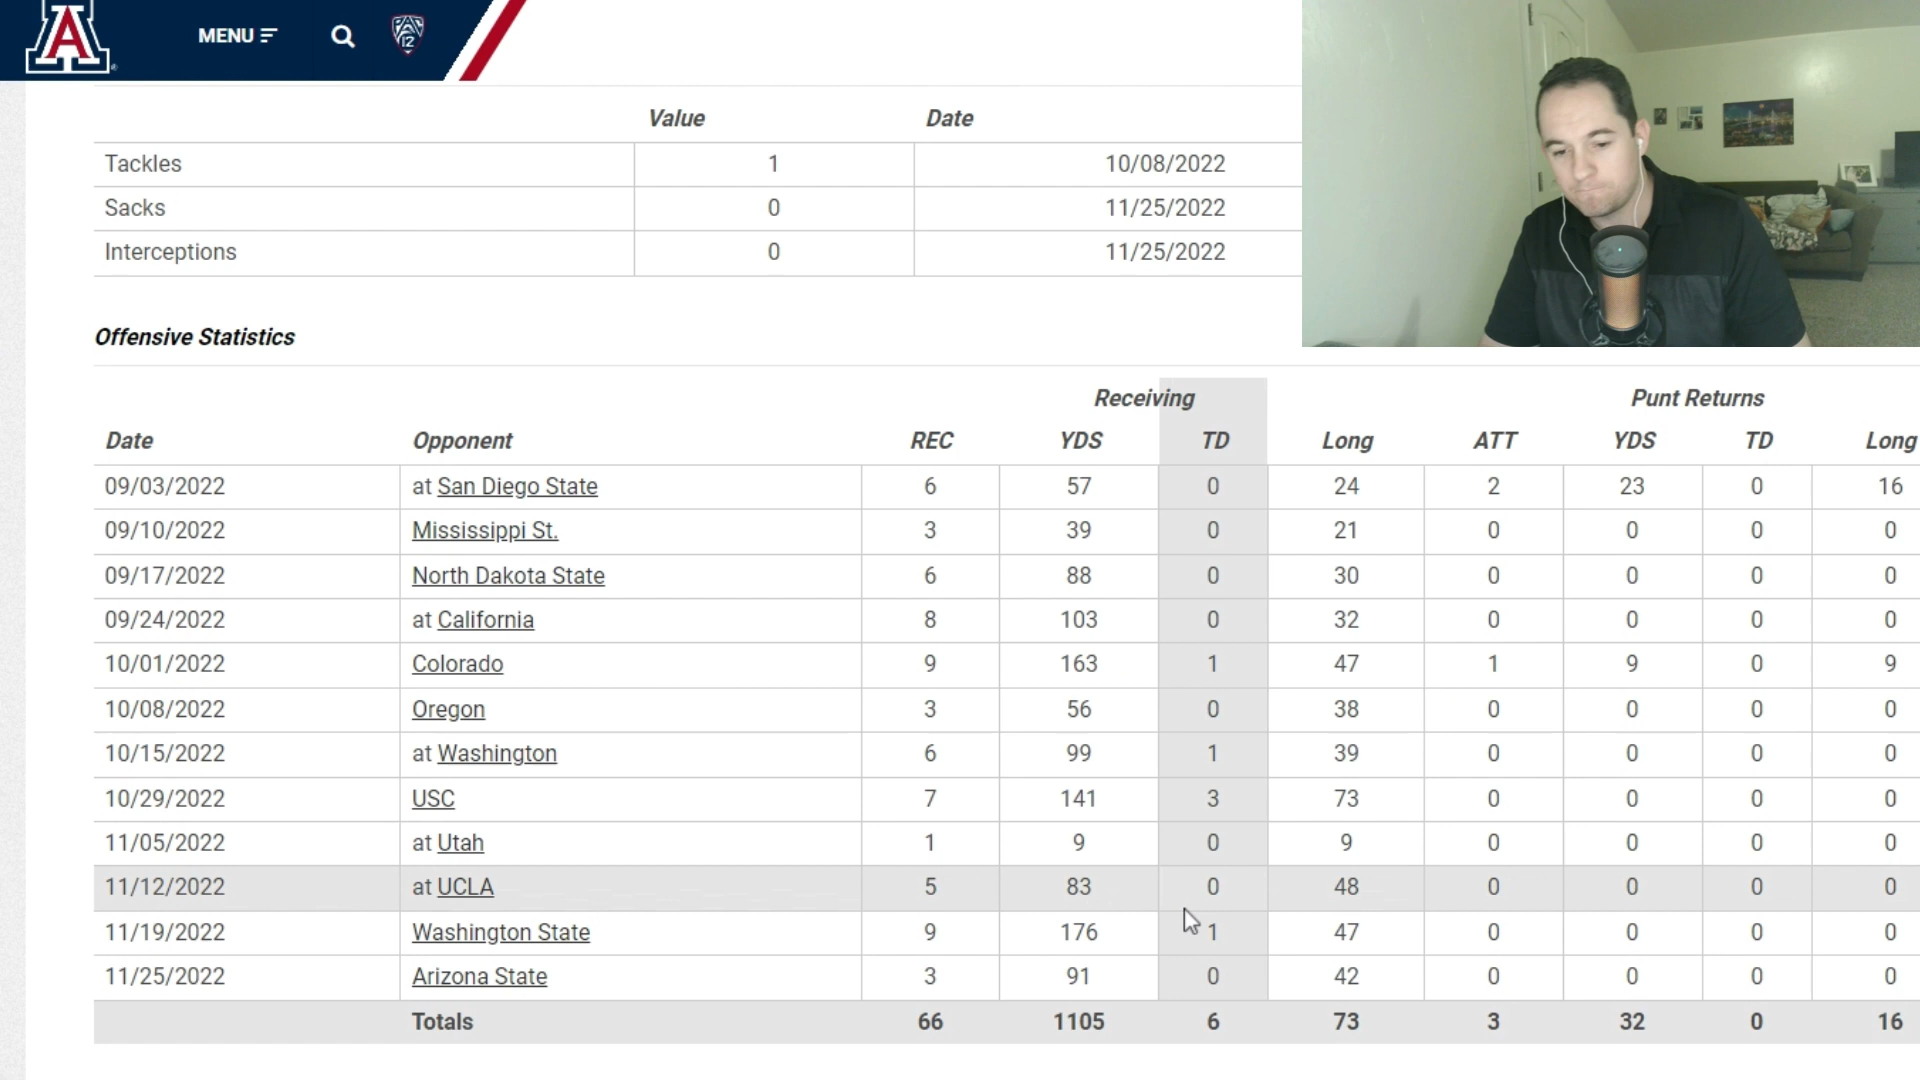 A MENU 12
Value Date
Tackles 1 10/08/2022
Sacks 0 11/25/2022
Interceptions 0 11/25/2022
Offensive Statistics
Receiving Punt Returns
Date Opponent REC YDS TD Long ATT YDS TD Long
09/03/2022 at San Diego State 6 57 0 24 2 23 0 16
09/10/2022 Mississippi St. 3 39 0 21 0 0 0 0
09/17/2022 North Dakota State 6 88 0 30 0 0 0 0
09/24/2022 at California 8 103 0 32 0 0 0 0
10/01/2022 Colorado 9 163 1 47 1 9 0 9
10/08/2022 Oregon 3 56 0 38 0 0 0 0
10/15/2022 at Washington 6 99 1 39 0 0 0 0
10/29/2022 USC 7 141 3 73 0 0 0 0
11/05/2022 at Utah 1 9 0 9 0 0 0 0
11/12/2022 at UCLA 5 83 0 48 0 0 0 0
11/19/2022 Washington State 9 176 1 47 0 0 0 0
11/25/2022 Arizona State 3 91 0 42 0 0 0 0
Totals 66 1105 6 73 3 32 0 16